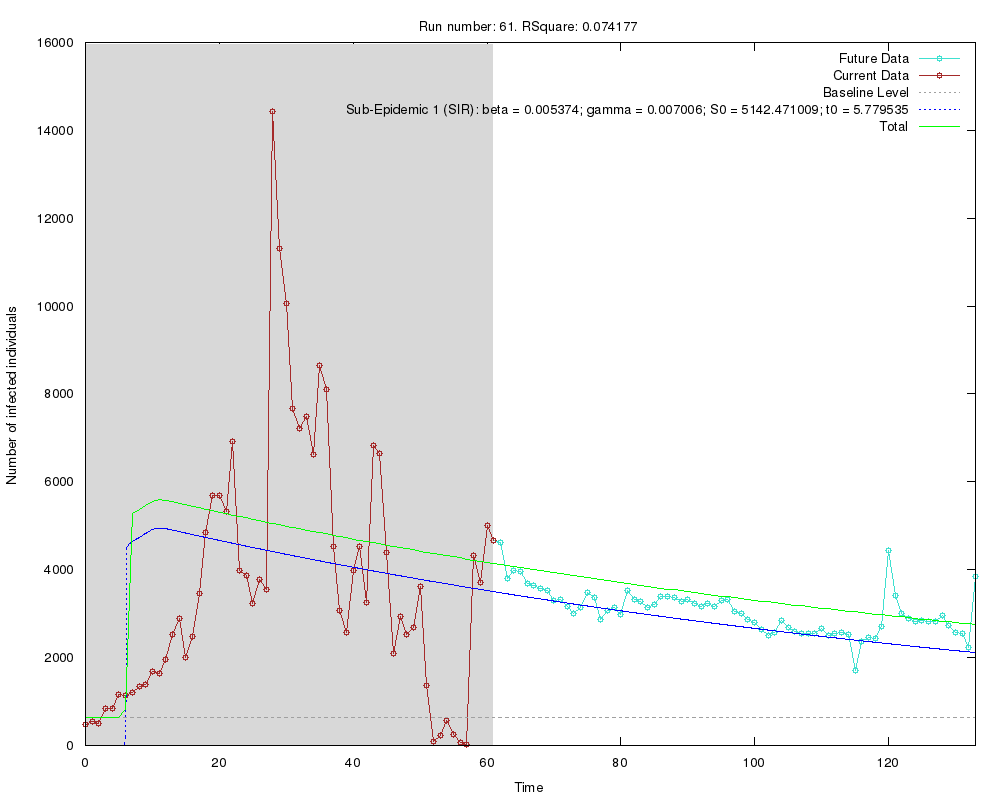 Run number: 61. RSquare: 0.074177
16000
14000
12000
10000
8000
6000
4000
2000
0
Number of infected individuals
Future Data
Current Data
Baseline Level
Sub-Epidemic 1 (SIR): beta = 0.005374; gamma = 0.007006; S0 = 5142.471009; t0 = 5.779535
Total
0 20 40 60 80 100 120
Time